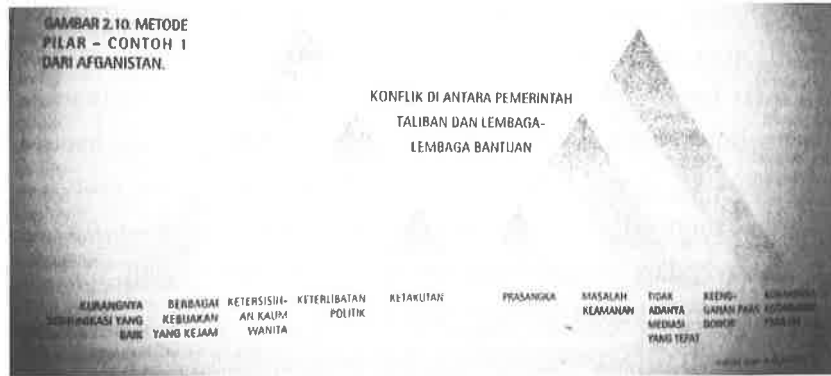 GAMBAR 2.10. METODE
PILAR – CONTOH 1
DARI AFGANISTAN.
KONFLIK DI ANTARA PEMERINTAH
TALIBAN DAN LEMBAGA-
LEMBAGA BANTUAN
KURANGNYA
YANG
BAIK
BERBAGAI
KEBIJAKAN
YANG KEJAM
KETERSISIH-
AN KAUM
WANITA
KETERLIBATAN
POLITIK
KETAKUTAN
PRASANGKA
MASALAH
KEAMANAN
TIDAK
ADANYA
MEDIASI
YANG TEPAT
KEENG-
GANAN PARA
DONOR